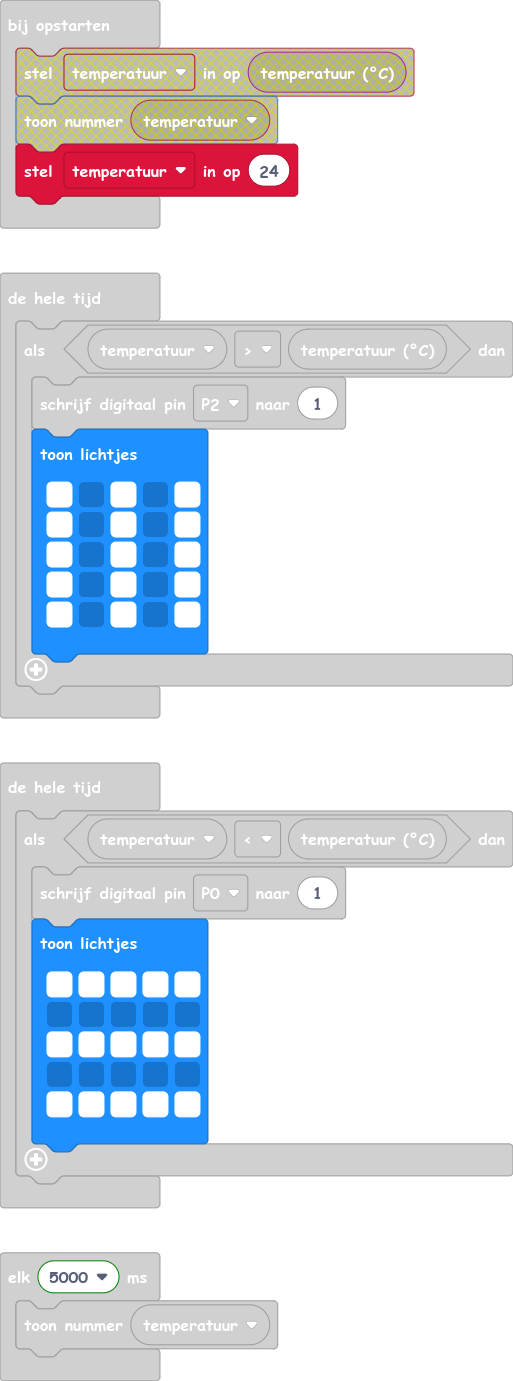 bij opstarten
stel temperatuur in op temperatuur (°C)
toon nummer temperatuur
stel temperatuur in op 24
de hele tijd
als temperatuur > temperatuur (°C) dan
schrijf digitaal pin P2 naar 1
toon lichtjes
de hele tijd
als temperatuur < temperatuur (°C) dan
schrijf digitaal pin P0 naar 1
toon lichtjes
elk 5000 ms
toon nummer temperatuur